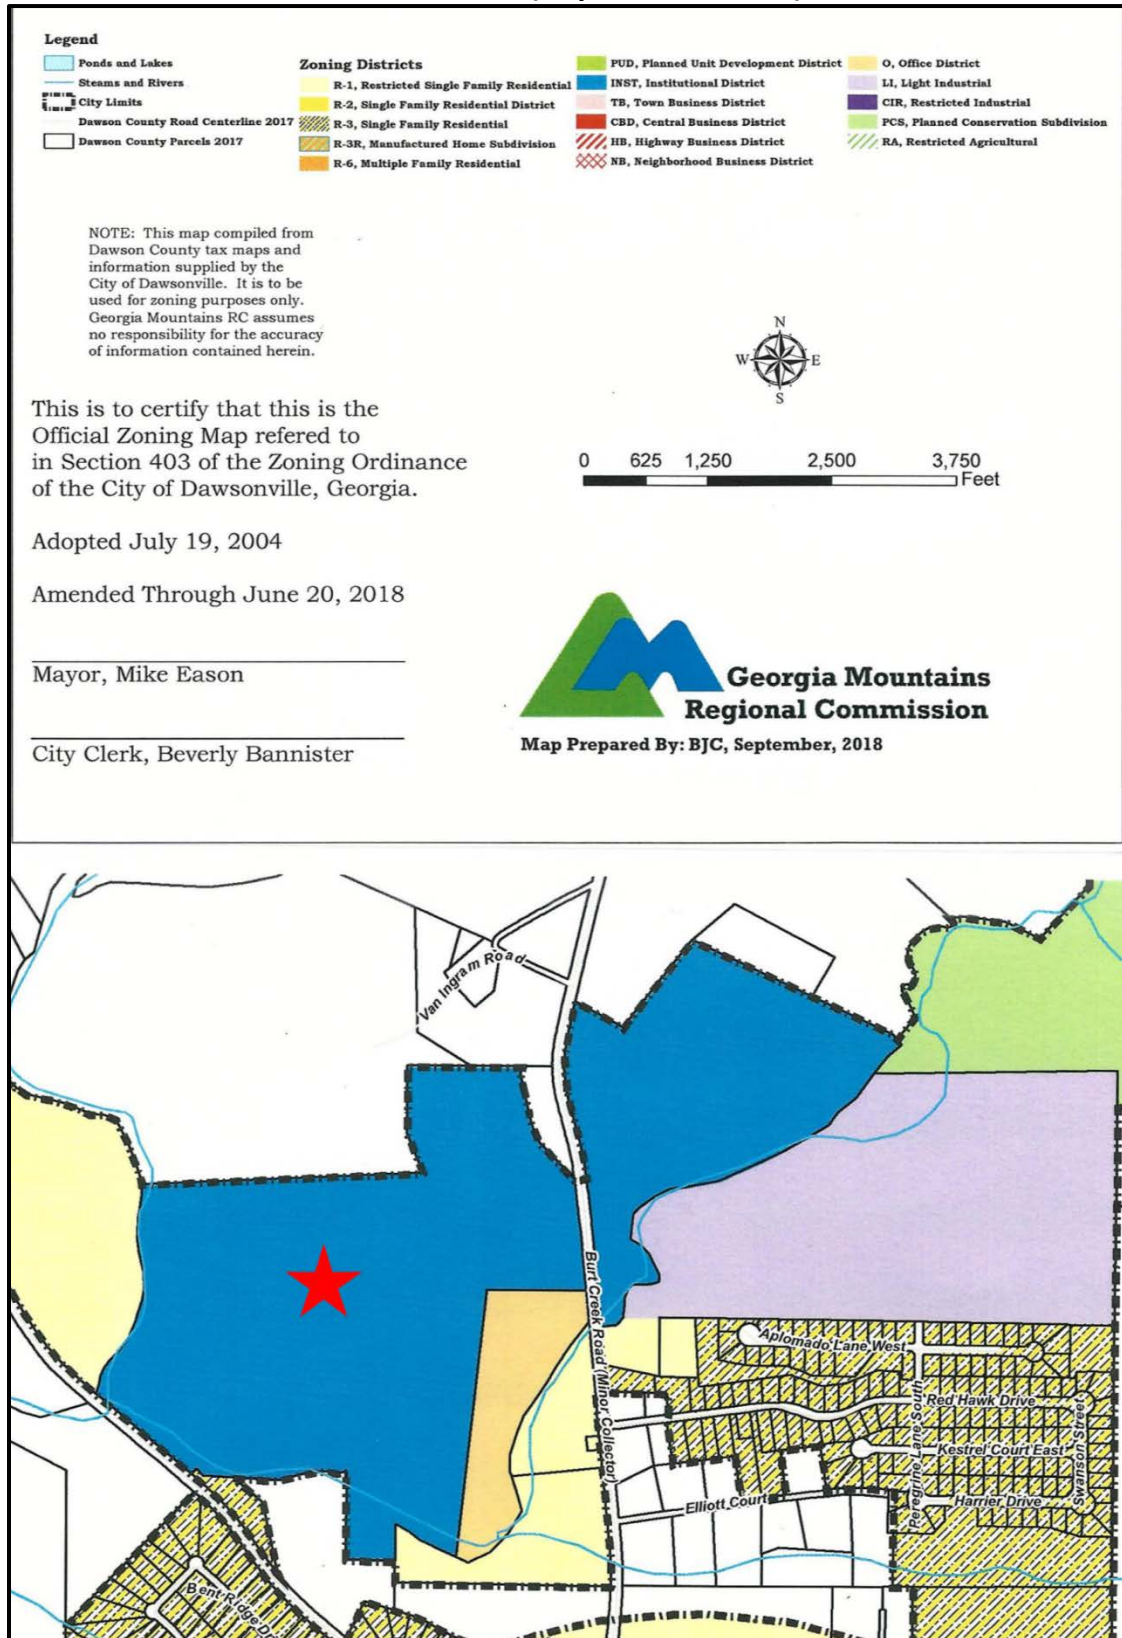 Legend
Ponds and Lakes
Steams and Rivers
City Limits
Dawson County Road Centerline 2017
Dawson County Parcels 2017
Zoning Districts
R-1, Restricted Single Family Residential
R-2, Single Family Residential District
R-3, Single Family Residential
R-3R, Manufactured Home Subdivision
R-6, Multiple Family Residential
PUD, Planned Unit Development District
INST, Institutional District
TB, Town Business District
CBD, Central Business District
HB, Highway Business District
NB, Neighborhood Business District
O, Office District
LI, Light Industrial
CIR, Restricted Industrial
PCS, Planned Conservation Subdivision
RA, Restricted Agricultural
NOTE: This map compiled from
Dawson County tax maps and
information supplied by the
City of Dawsonville. It is to be
used for zoning purposes only.
Georgia Mountains RC assumes
no responsibility for the accuracy
of information contained herein.
N
W E
S
This is to certify that this is the
Official Zoning Map refered to
in Section 403 of the Zoning Ordinance
of the City of Dawsonville, Georgia.
0 625 1,250 2,500 3,750
Feet
Adopted July 19, 2004
Amended Through June 20, 2018
Mayor, Mike Eason
City Clerk, Beverly Bannister
Georgia Mountains
Regional Commission
Map Prepared By: BJC, September, 2018
Van Ingram Road
Burt Creek Road (Minor Collector)
Aplomado Lane West
Red Hawk Drive
Peregrine Lane South
Kestrel Court East
Swanson Street
Harrier Drive
Elliott Court